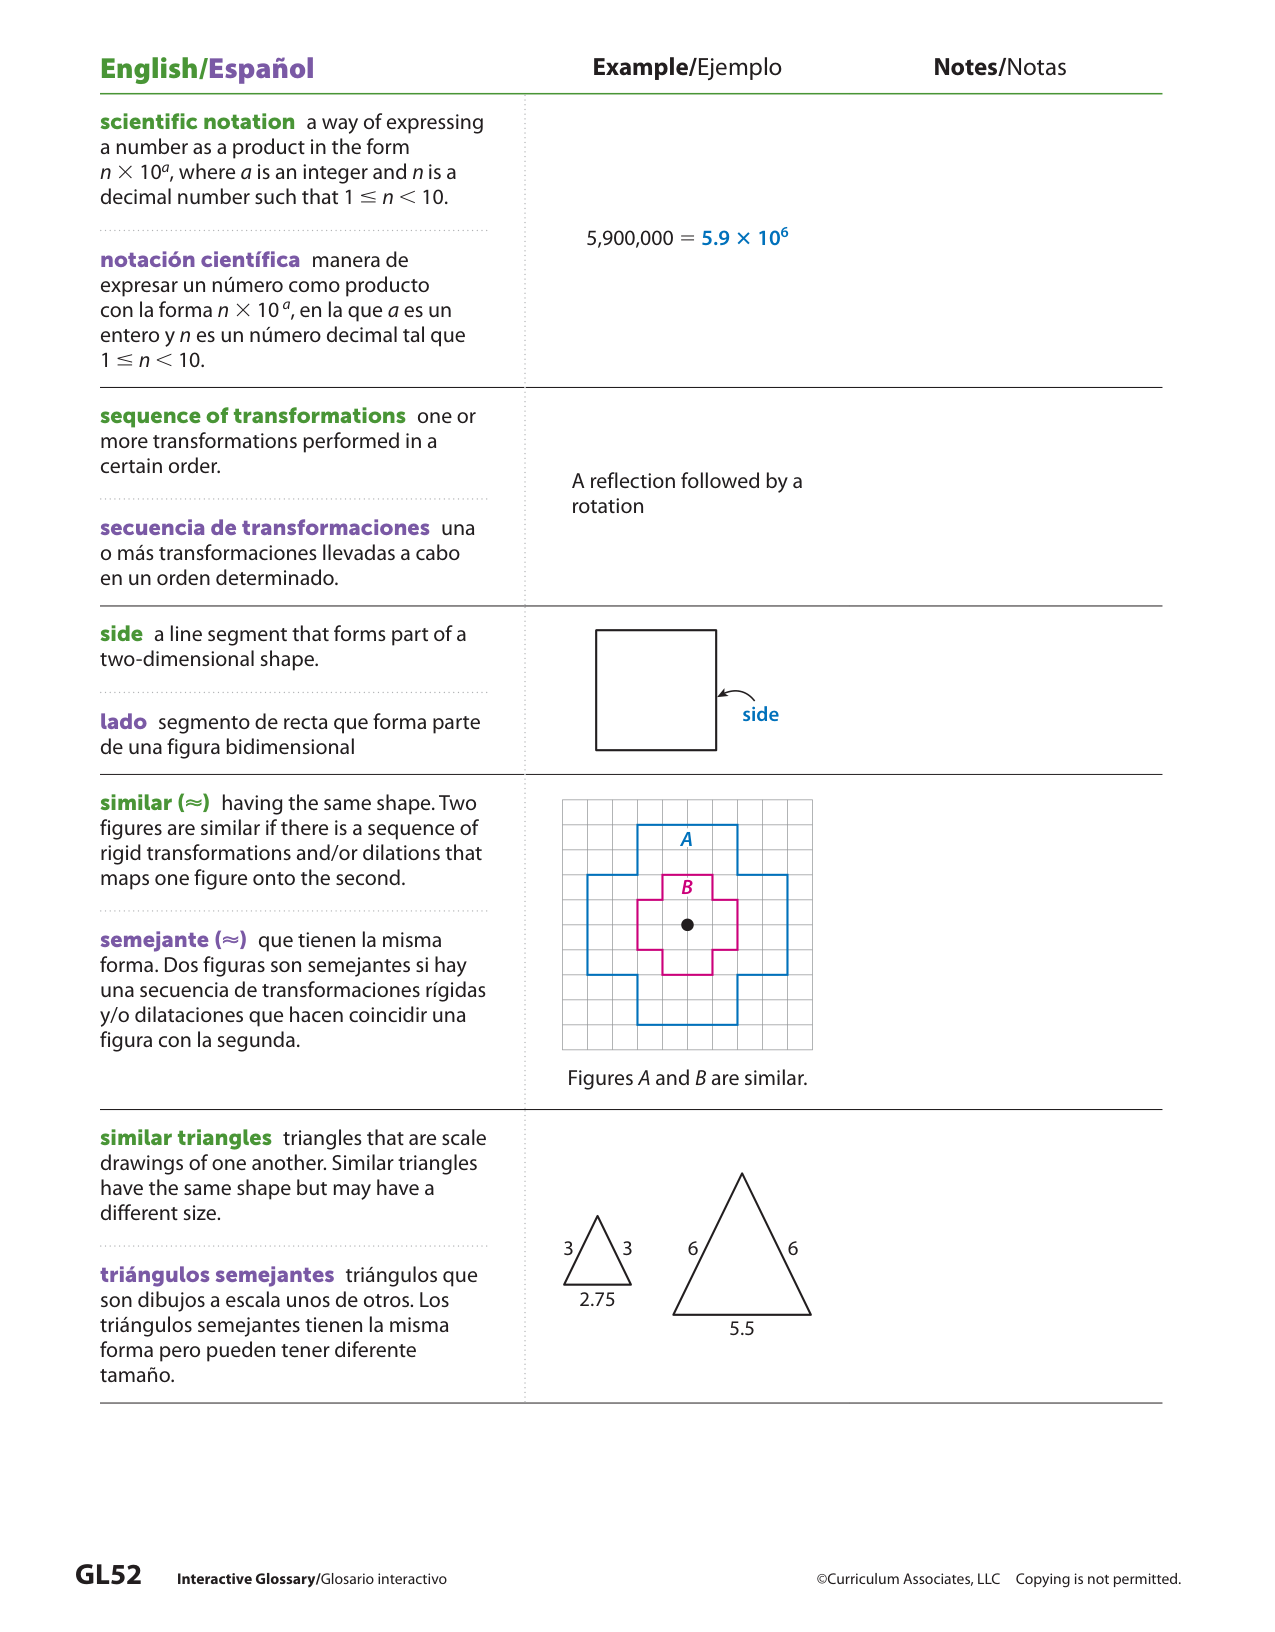 English/Español
Example/Ejemplo
Notes/Notas
scientific notation a way of expressing
a number as a product in the form
n × 10ᵃ, where a is an integer and n is a
decimal number such that 1 ≤ n < 10.
notación científica manera de
expresar un número como producto
con la forma n × 10ᵃ, en la que a es un
entero y n es un número decimal tal que
1 ≤ n < 10.
5,900,000 = 5.9 × 10⁶
sequence of transformations one or
more transformations performed in a
certain order.
secuencia de transformaciones una
o más transformaciones llevadas a cabo
en un orden determinado.
A reflection followed by a
rotation
side a line segment that forms part of a
two-dimensional shape.
lado segmento de recta que forma parte
de una figura bidimensional
side
similar (≈) having the same shape. Two
figures are similar if there is a sequence of
rigid transformations and/or dilations that
maps one figure onto the second.
semejante (≈) que tienen la misma
forma. Dos figuras son semejantes si hay
una secuencia de transformaciones rígidas
y/o dilataciones que hacen coincidir una
figura con la segunda.
A
B
Figures A and B are similar.
similar triangles triangles that are scale
drawings of one another. Similar triangles
have the same shape but may have a
different size.
triángulos semejantes triángulos que
son dibujos a escala unos de otros. Los
triángulos semejantes tienen la misma
forma pero pueden tener diferente
tamaño.
3
3
2.75
6
6
5.5
GL52
Interactive Glossary/Glosario interactivo
©Curriculum Associates, LLC Copying is not permitted.